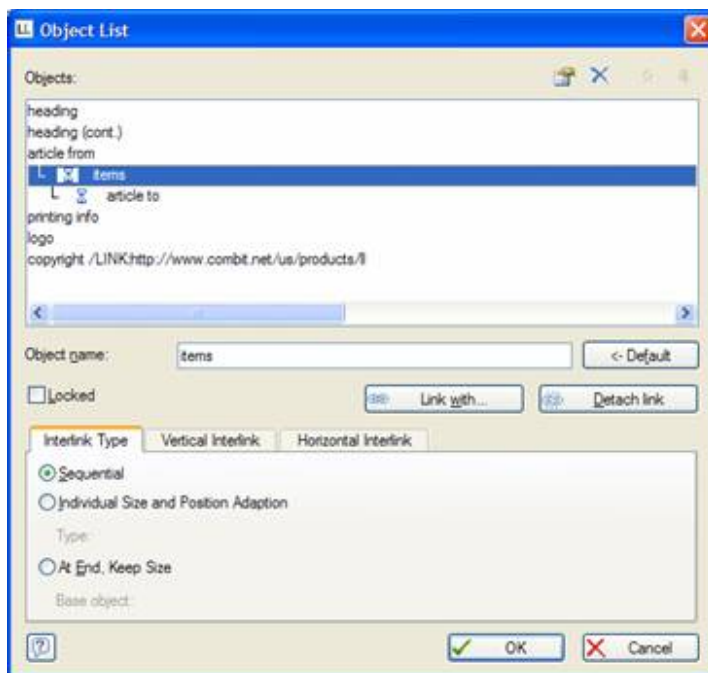 LL Object List
Objects:
heading
heading (cont.)
article from
items
article to
printing info
logo
copyright /LINK:http://www.combit.net/us/products/ll
Object name: items <- Default
Locked Link with... Detach link
Interlink Type Vertical Interlink Horizontal Interlink
Sequential
Individual Size and Position Adaption
Type:
At End, Keep Size
Base object:
? OK Cancel